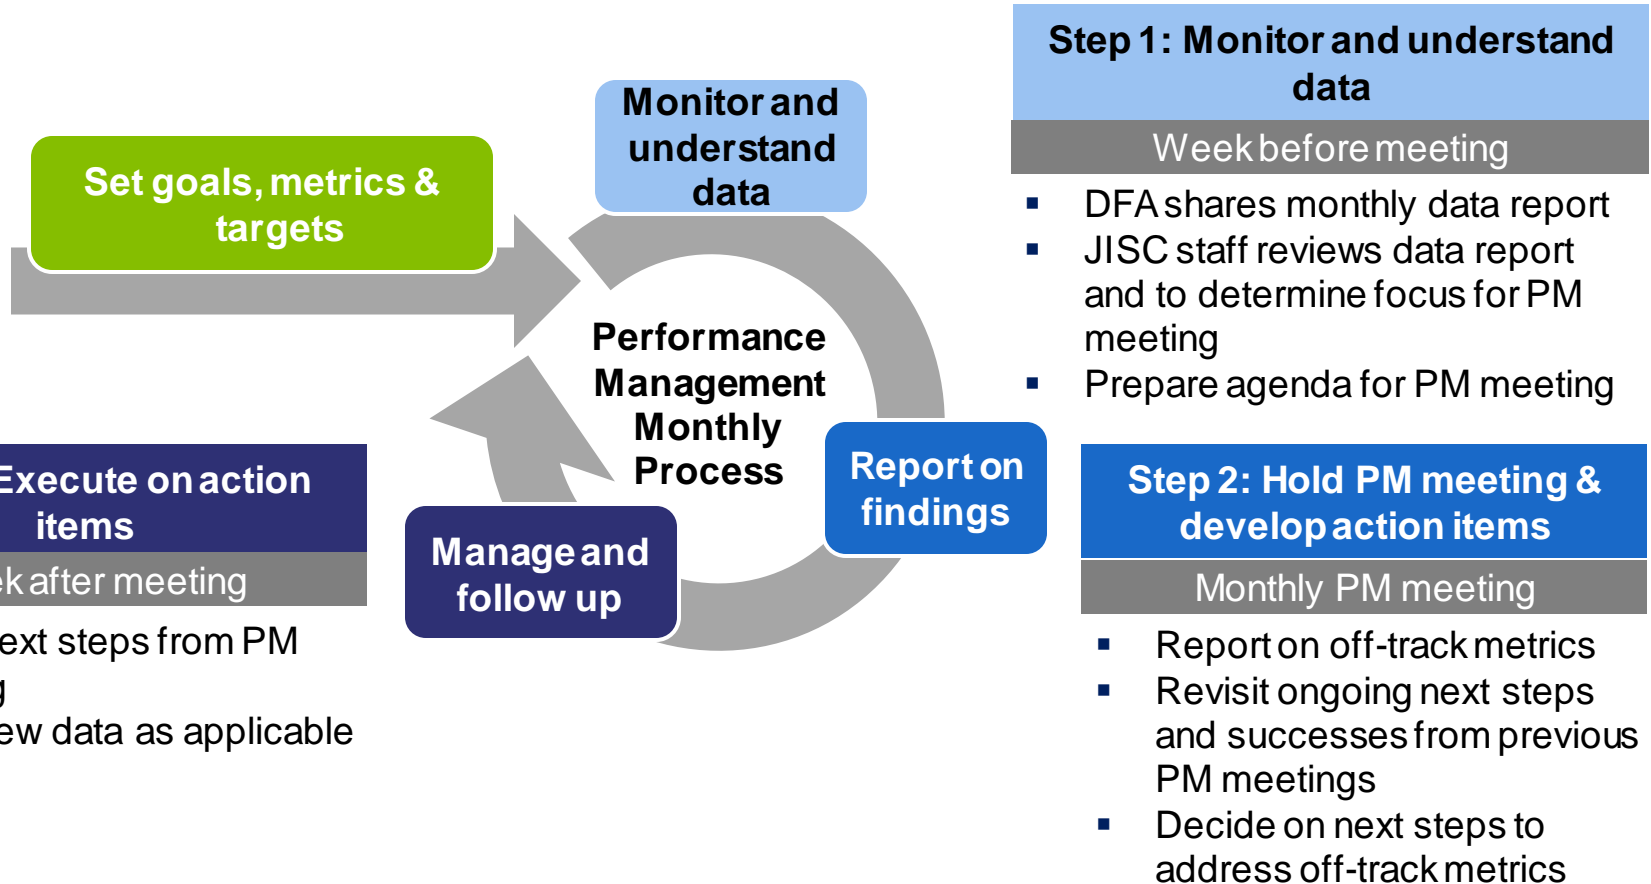 Set goals, metrics &
targets
Monitor and
understand
data
Performance
Management
Monthly
Process
Report on
findings
Manage and
follow up
Step 1: Monitor and understand
data
Week before meeting
▪ DFA shares monthly data report
▪ JISC staff reviews data report
and to determine focus for PM
meeting
▪ Prepare agenda for PM meeting
Step 2: Hold PM meeting &
develop action items
Monthly PM meeting
▪ Report on off-track metrics
▪ Revisit ongoing next steps
and successes from previous
PM meetings
▪ Decide on next steps to
address off-track metrics
Execute on action
items
after meeting
steps from PM
data as applicable